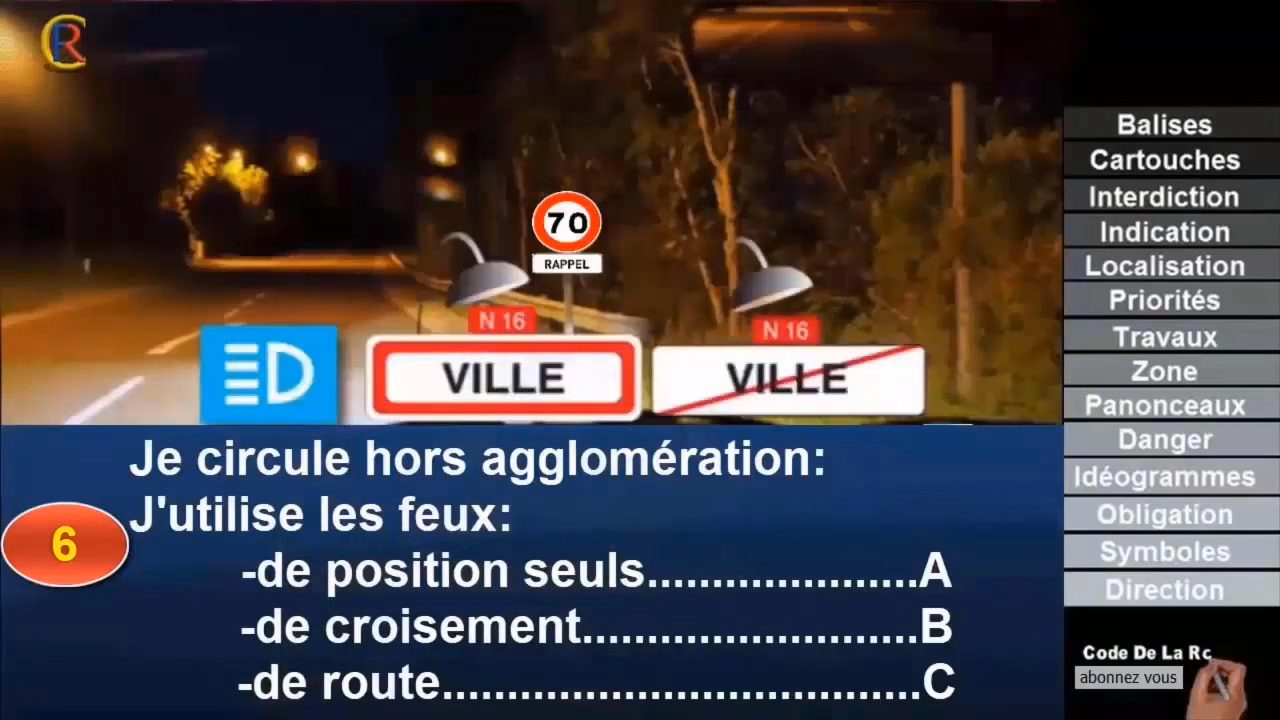 CR
70
RAPPEL
N 16
VILLE
N 16
VILLE
Je circule hors agglomération:
J'utilise les feux:
6
-de position seuls.....................A
-de croisement..........................B
-de route.....................................C
Balises
Cartouches
Interdiction
Indication
Localisation
Priorités
Travaux
Zone
Panonceaux
Danger
Idéogrammes
Obligation
Symboles
Direction
Code De La Rc
abonnez vous